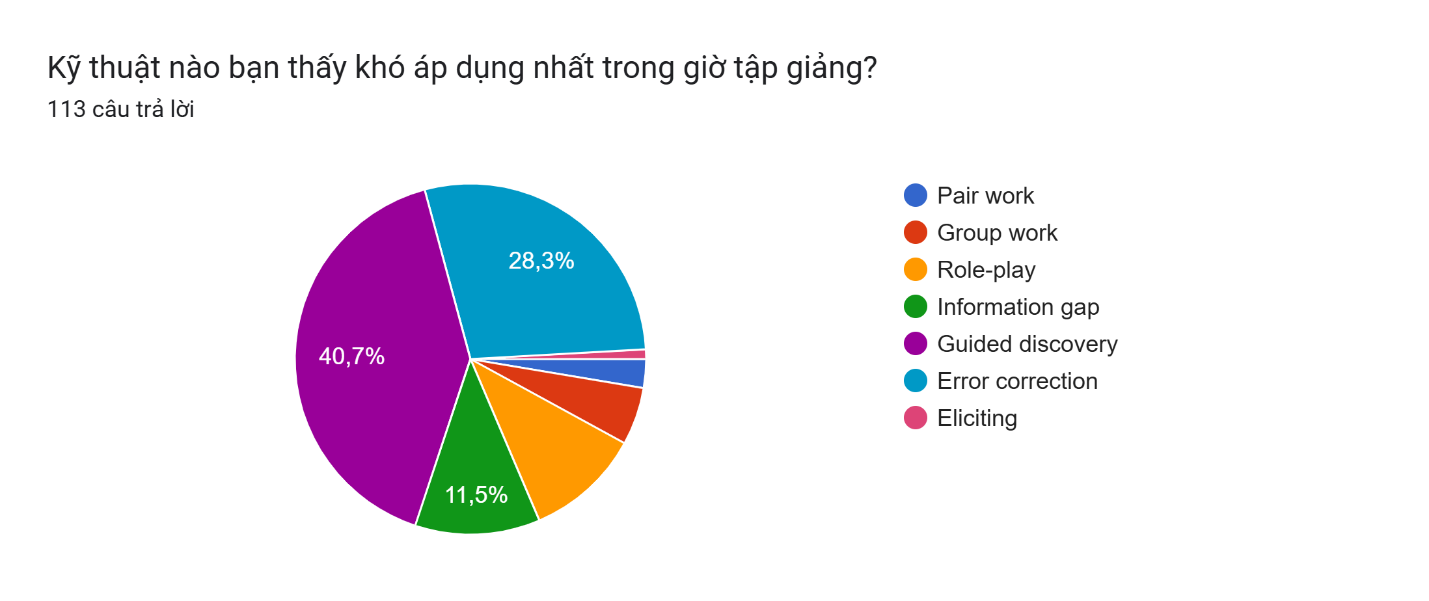 Kỹ thuật nào bạn thấy khó áp dụng nhất trong giờ tập giảng?
113 câu trả lời
28,3%
40,7%
11,5%
Pair work
Group work
Role-play
Information gap
Guided discovery
Error correction
Eliciting